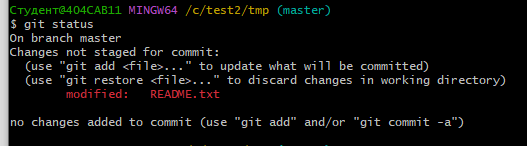 Студент@404CAB11 MINGW64 /c/test2/tmp (master)
$ git status
On branch master
Changes not staged for commit:
  (use "git add <file>..." to update what will be committed)
  (use "git restore <file>..." to discard changes in working directory)
        modified:   README.txt

no changes added to commit (use "git add" and/or "git commit -a")